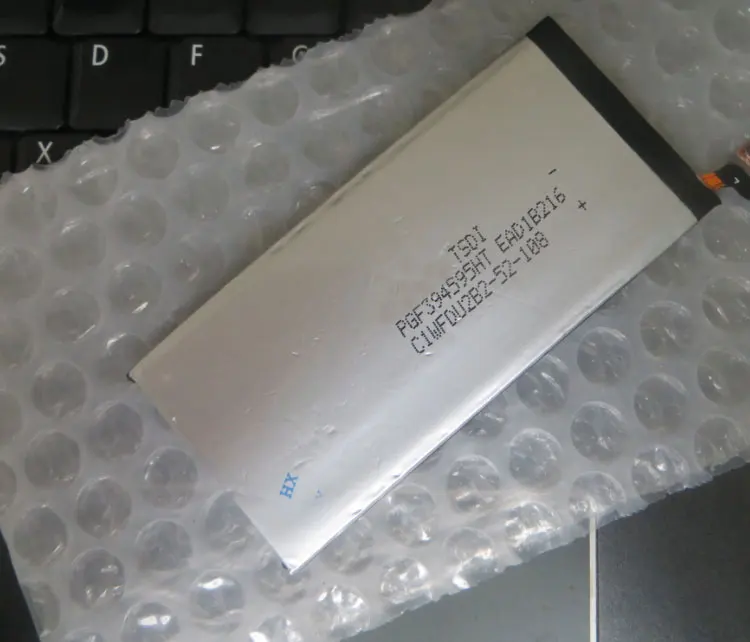 S D F
X
-
+
TSDI
PGF394595HT EAD1B216
C1WFDU2B2-52-108
HX